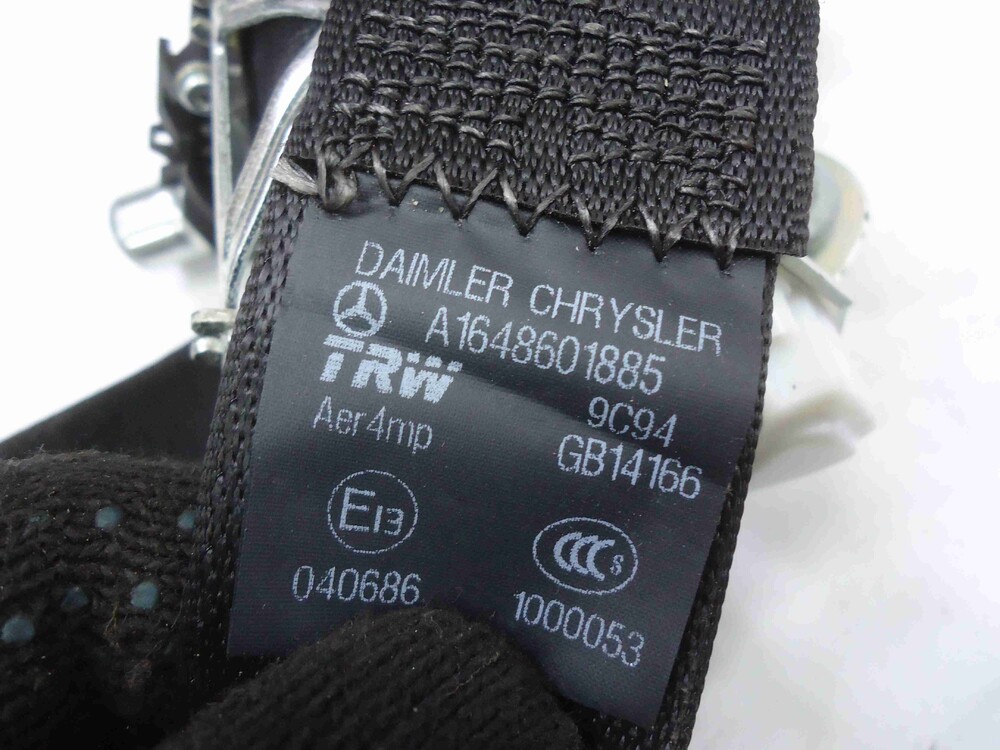 DAIMLER CHRYSLER
A1648601885
TRW
9C94
Aer4mp
GB14166
E13
CCC S
040686
1000053